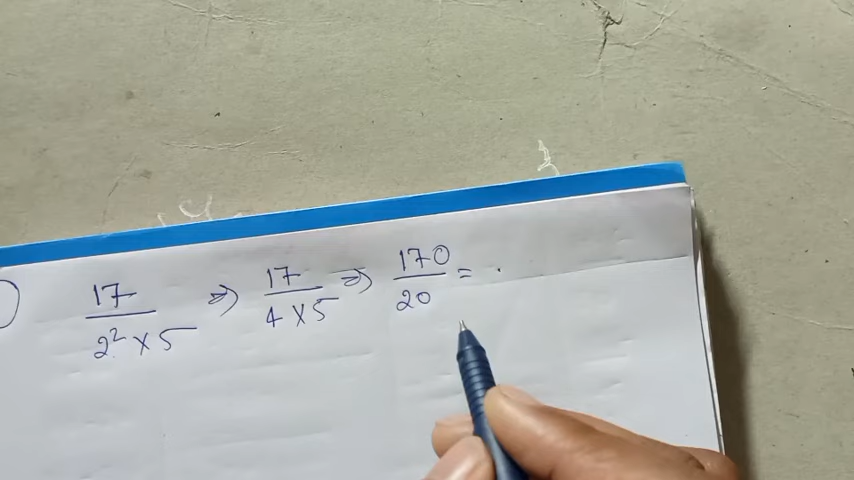 17/(2² × 5) ⇒ 17/(4 × 5) ⇒ 170/20 = .